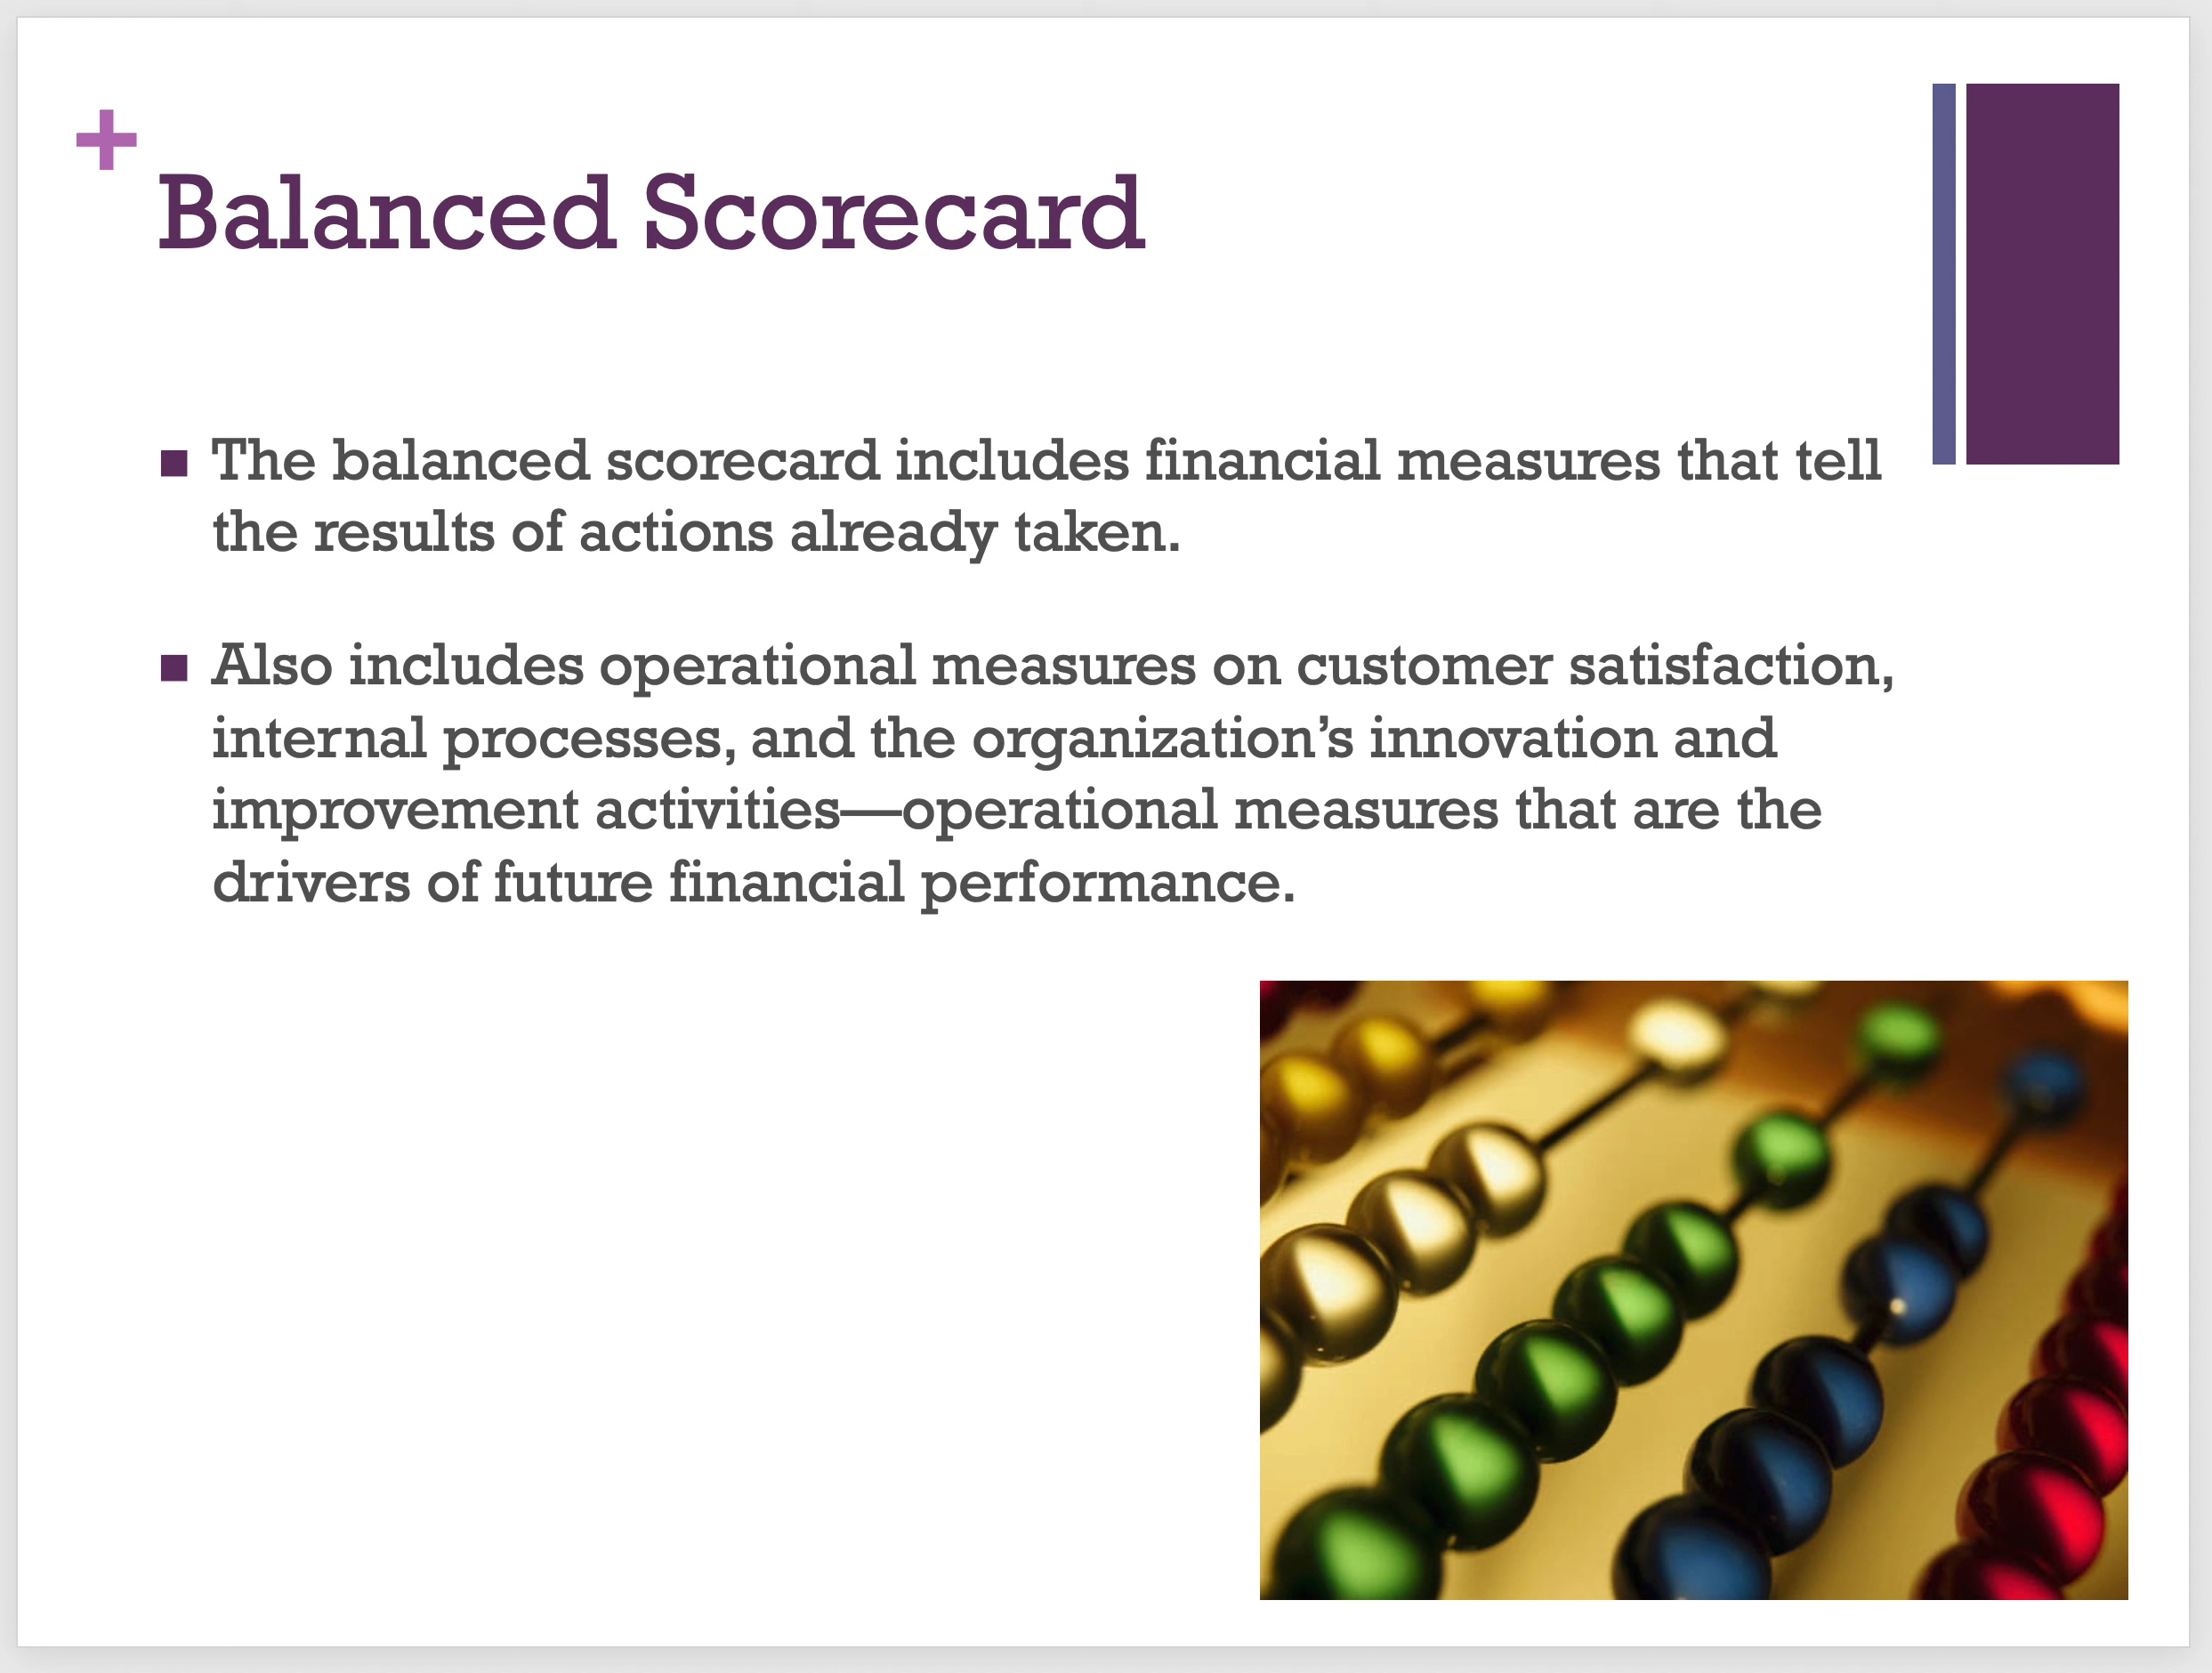 +
Balanced Scorecard
■ The balanced scorecard includes financial measures that tell
the results of actions already taken.
■ Also includes operational measures on customer satisfaction,
internal processes, and the organization’s innovation and
improvement activities—operational measures that are the
drivers of future financial performance.